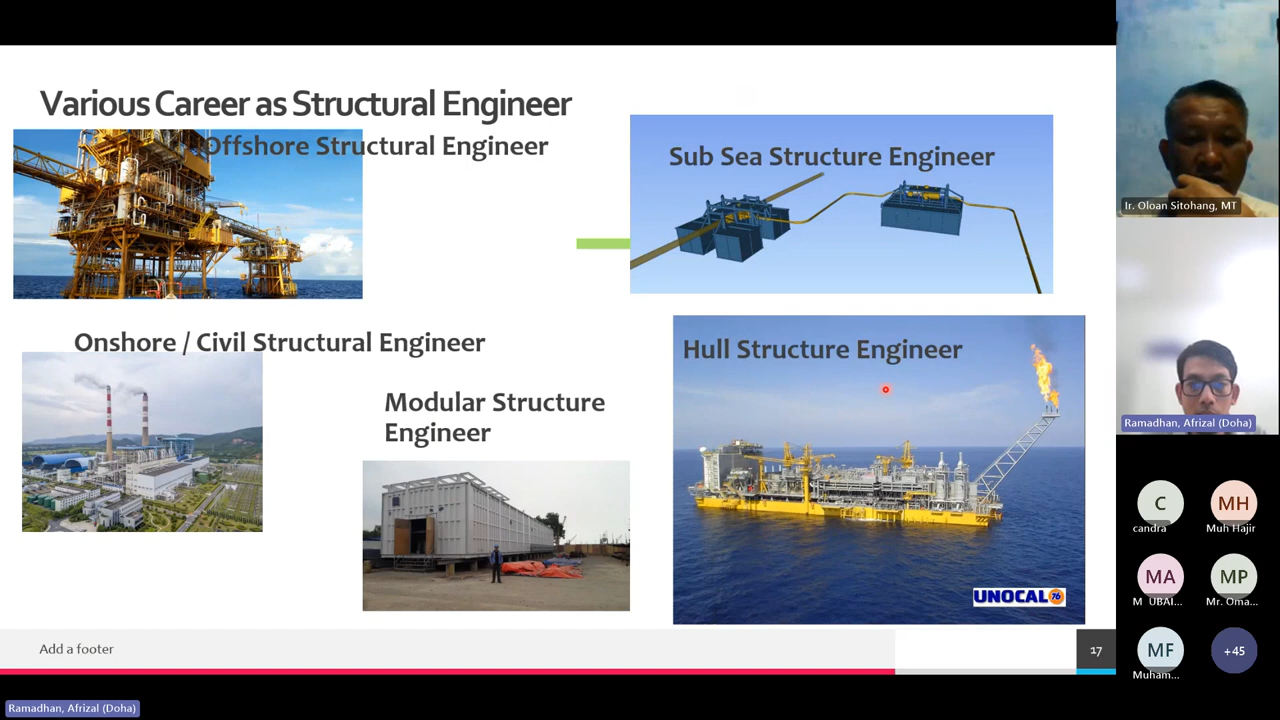 Various Career as Structural Engineer
Offshore Structural Engineer
Sub Sea Structure Engineer
Onshore / Civil Structural Engineer
Modular Structure
Engineer
Hull Structure Engineer
UNOCAL 76
Add a footer
17
Ir. Oloan Sitohang, MT
Ramadhan, Afrizal (Doha)
C
candra
MH
Muh Hajir
MA
M UBAI...
MP
Mr. Oma...
MF
Muham...
+45
Ramadhan, Afrizal (Doha)